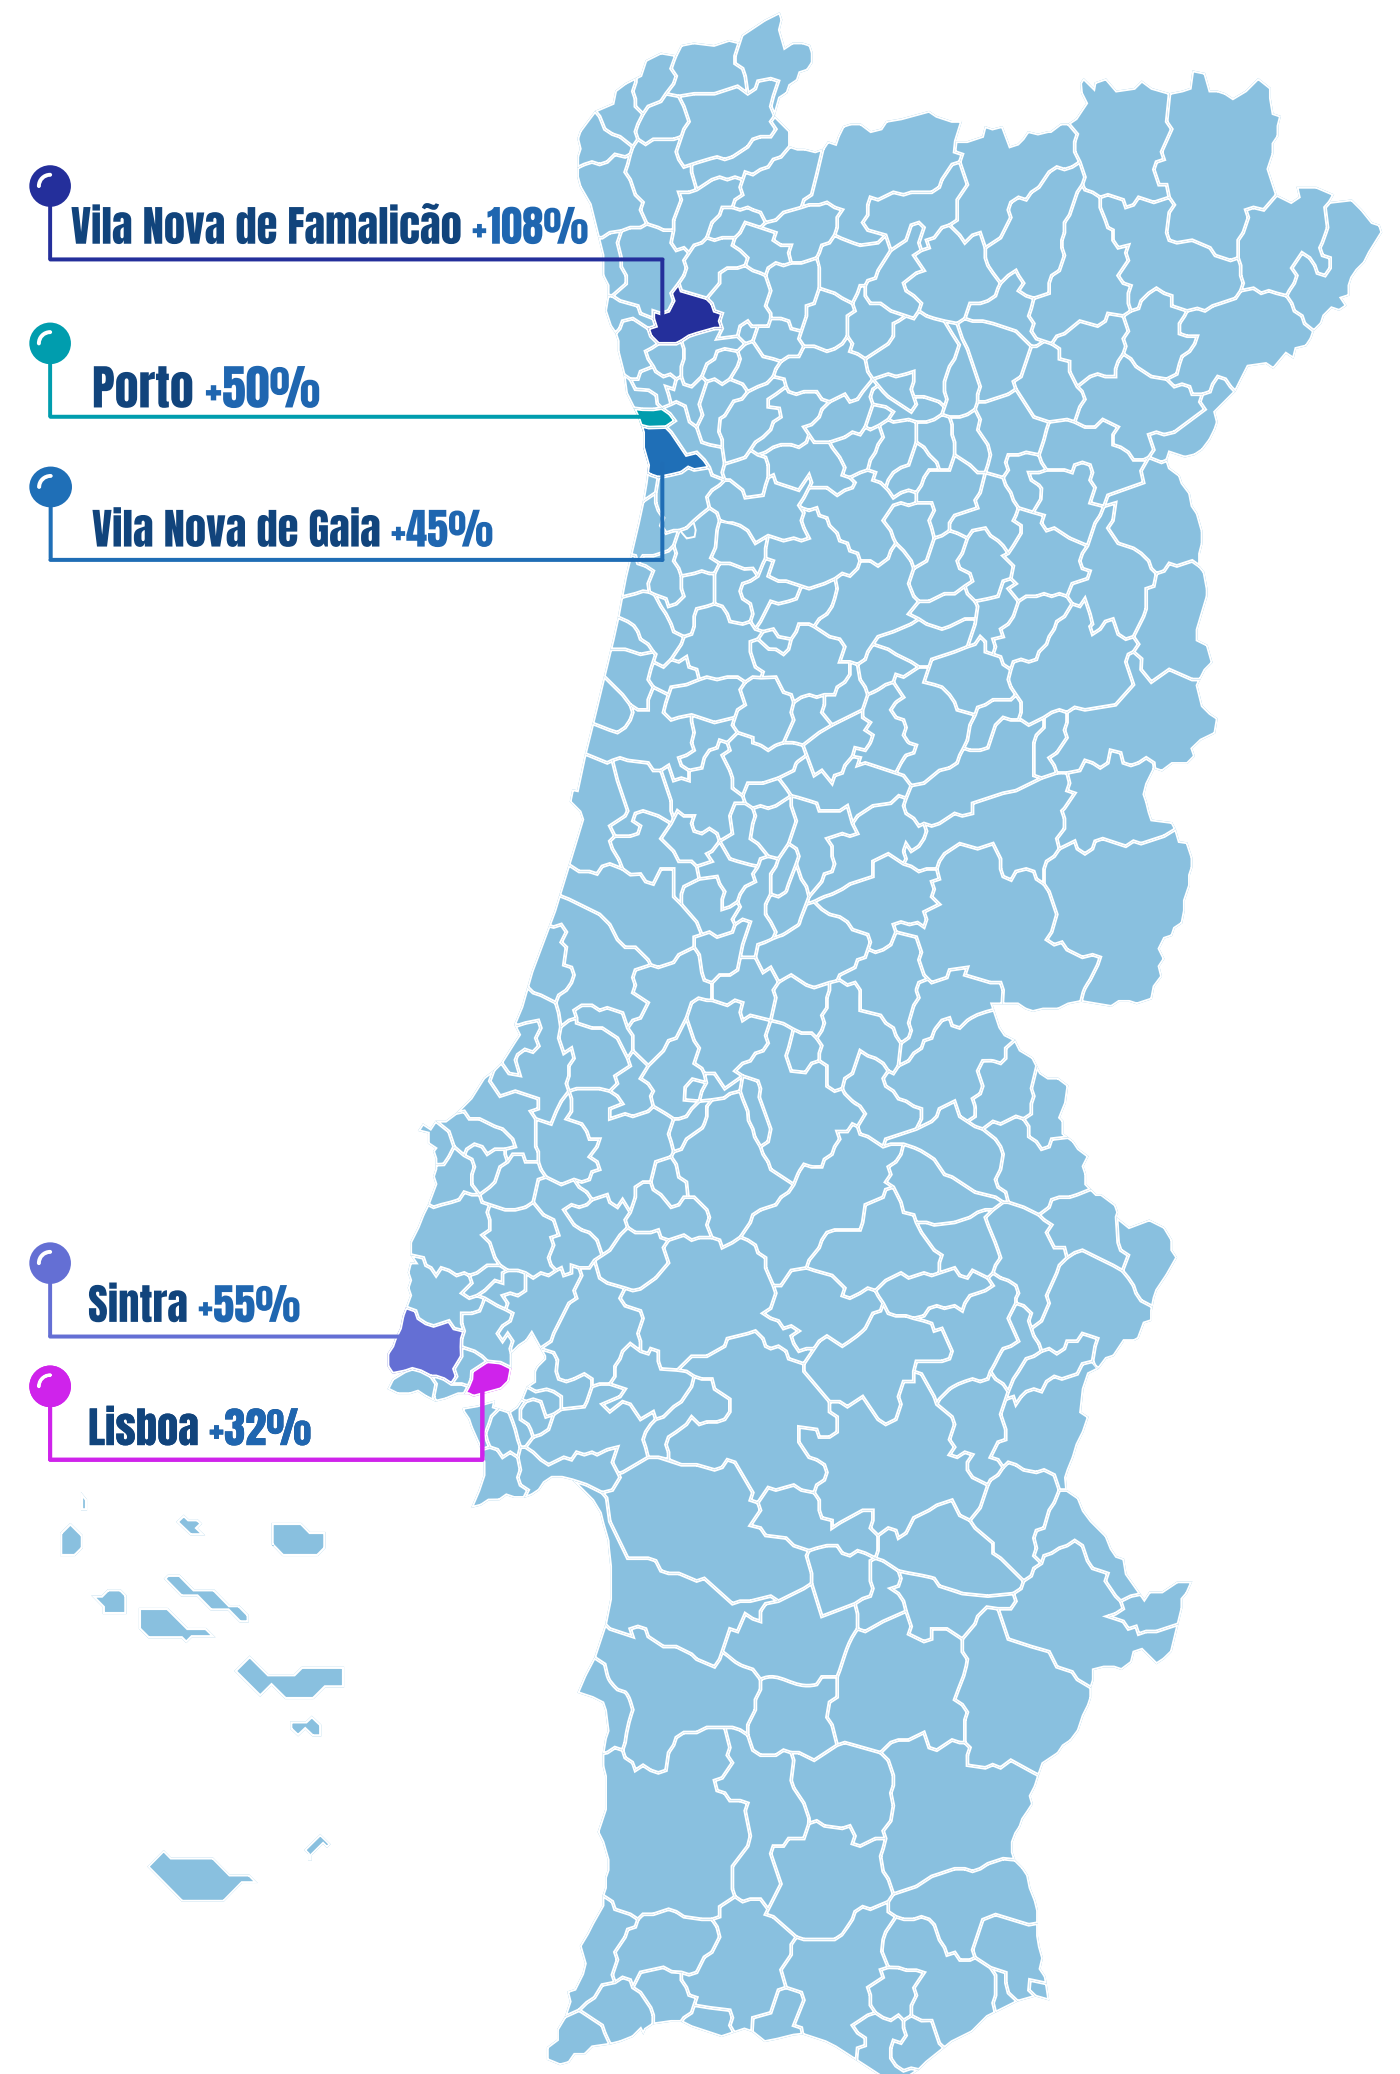 Vila Nova de Famalicão +108%
Porto +50%
Vila Nova de Gaia +45%
Sintra +55%
Lisboa +32%